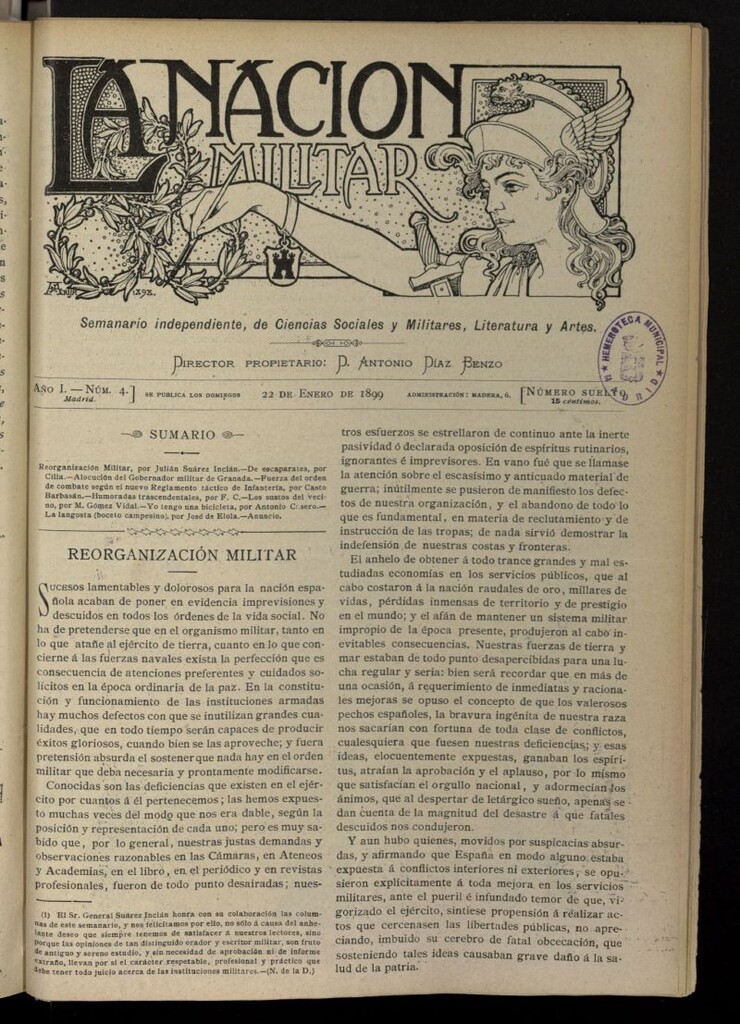 LA NACION
MILITAR
1898.
Semanario independiente, de Ciencias Sociales y Militares, Literatura y Artes.
DIRECTOR PROPIETARIO: D. ANTONIO DÍAZ BENZO
HEMEROTECA MUNICIPAL
MADRID
AÑO I.—NÚM. 4.]
Madrid.
SE PUBLICA LOS DOMINGOS
22 DE ENERO DE 1899
ADMINISTRACIÓN: MADERA, 6.
[NÚMERO SUELTO
15 céntimos.
SUMARIO
Reorganización Militar, por Julián Suárez Inclán.—De escaparates, por
Cilla.—Alocución del Gobernador militar de Granada.—Fuerza del orden
de combate según el nuevo Reglamento táctico de Infantería, por Casto
Barbasán.—Humoradas trascendentales, por F. C.—Los sustos del veci-
no, por M. Gómez Vidal.—Yo tengo una bicicleta, por Antonio Casero.—
La langosta (boceto campesino), por José de Elola.—Anuncio.
REORGANIZACIÓN MILITAR
Sucesos lamentables y dolorosos para la nación espa-
ñola acaban de poner en evidencia imprevisiones y
descuidos en todos los órdenes de la vida social. No
ha de pretenderse que en el organismo militar, tanto en
lo que atañe al ejército de tierra, cuanto en lo que con-
cierne á las fuerzas navales exista la perfección que es
consecuencia de atenciones preferentes y cuidados so-
lícitos en la época ordinaria de la paz. En la constitu-
ción y funcionamiento de las instituciones armadas
hay muchos defectos con que se inutilizan grandes cua-
lidades, que en todo tiempo serán capaces de producir
éxitos gloriosos, cuando bien se las aproveche; y fuera
pretensión absurda el sostener que nada hay en el orden
militar que deba necesaria y prontamente modificarse.
Conocidas son las deficiencias que existen en el ejér-
cito por cuantos á él pertenecemos; las hemos expues-
to muchas veces del modo que nos era dable, según la
posición y representación de cada uno; pero es muy sa-
bido que, por lo general, nuestras justas demandas y
observaciones razonables en las Cámaras, en Ateneos
y Academias, en el libro, en el periódico y en revistas
profesionales, fueron de todo punto desairadas; nues-
(1) El Sr. General Suárez Inclán honra con su colaboración las colum-
nas de este semanario, y nos felicitamos por ello, no sólo á causa del anhe-
lante deseo que siempre tenemos de satisfacer á nuestros lectores, sino
porque las opiniones de tan distinguido orador y escritor militar, son fruto
de antiguo y sereno estudio, y sin necesidad de aprobación ni de informe
extraño, llevan por sí el carácter respetable, profesional y práctico que
debe tener todo juicio acerca de las instituciones militares.—(N. de la D.)
tros esfuerzos se estrellaron de continuo ante la inerte
pasividad ó declarada oposición de espíritus rutinarios,
ignorantes é imprevisores. En vano fué que se llamase
la atención sobre el escasísimo y anticuado material de
guerra; inútilmente se pusieron de manifiesto los defec-
tos de nuestra organización, y el abandono de todo lo
que es fundamental, en materia de reclutamiento y de
instrucción de las tropas; de nada sirvió demostrar la
indefensión de nuestras costas y fronteras.
El anhelo de obtener á todo trance grandes y mal es-
tudiadas economías en los servicios públicos, que al
cabo costaron á la nación raudales de oro, millares de
vidas, pérdidas inmensas de territorio y de prestigio
en el mundo; y el afán de mantener un sistema militar
impropio de la época presente, produjeron al cabo in-
evitables consecuencias. Nuestras fuerzas de tierra y
mar estaban de todo punto desapercibidas para una lu-
cha regular y seria: bien será recordar que en más de
una ocasión, á requerimiento de inmediatas y raciona-
les mejoras se opuso el concepto de que los valerosos
pechos españoles, la bravura ingénita de nuestra raza
nos sacarían con fortuna de toda clase de conflictos,
cualesquiera que fuesen nuestras deficiencias; y esas
ideas, elocuentemente expuestas, ganaban los espíri-
tus, atraían la aprobación y el aplauso, por lo mismo
que satisfacían el orgullo nacional, y adormecían los
ánimos, que al despertar de letárgico sueño, apenas se
dan cuenta de la magnitud del desastre á que fatales
descuidos nos condujeron.
Y aun hubo quienes, movidos por suspicacias absur-
das, y afirmando que España en modo alguno estaba
expuesta á conflictos interiores ni exteriores, se opu-
sieron explícitamente á toda mejora en los servicios
militares, ante el pueril é infundado temor de que, vi-
gorizado el ejército, sintiese propensión á realizar ac-
tos que cercenasen las libertades públicas, no apre-
ciando, imbuído su cerebro de fatal obcecación, que
sosteniendo tales ideas causaban grave daño á la sa-
lud de la patria.